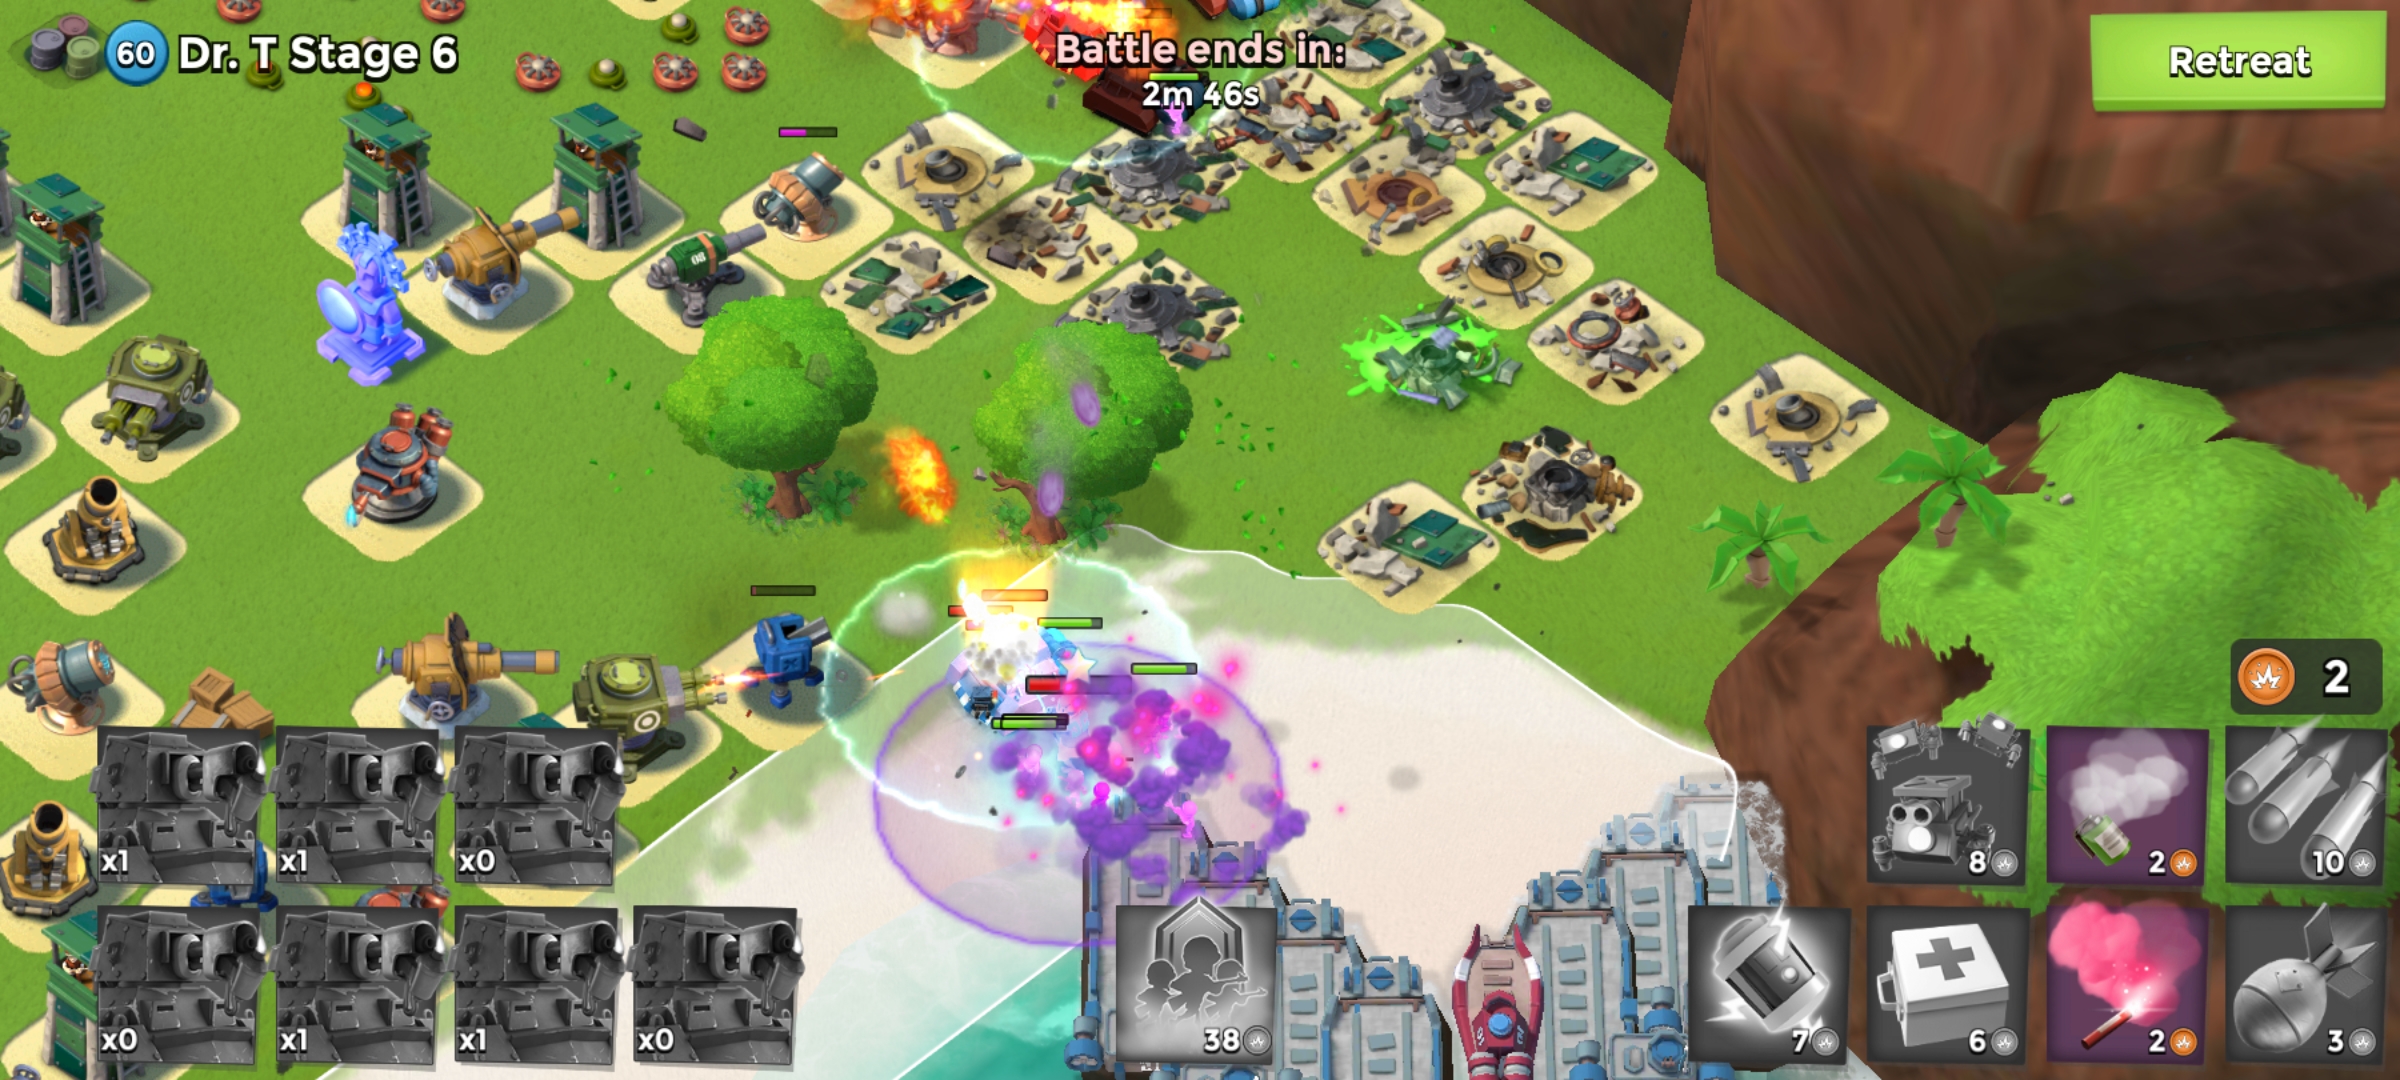 60 Dr. T Stage 6
Battle ends in:
2m 46s
Retreat
08
2
x1 x1 x0
8 2 10
x0 x1 x1 x0
38 7 6 2 3